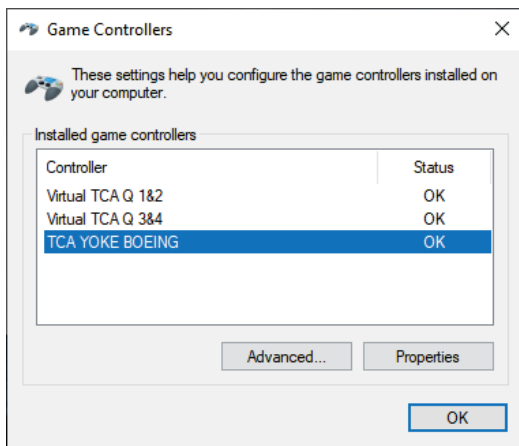 Game Controllers
These settings help you configure the game controllers installed on
your computer.
Installed game controllers
Controller Status
Virtual TCA Q 1&2 OK
Virtual TCA Q 3&4 OK
TCA YOKE BOEING OK
Advanced... Properties
OK